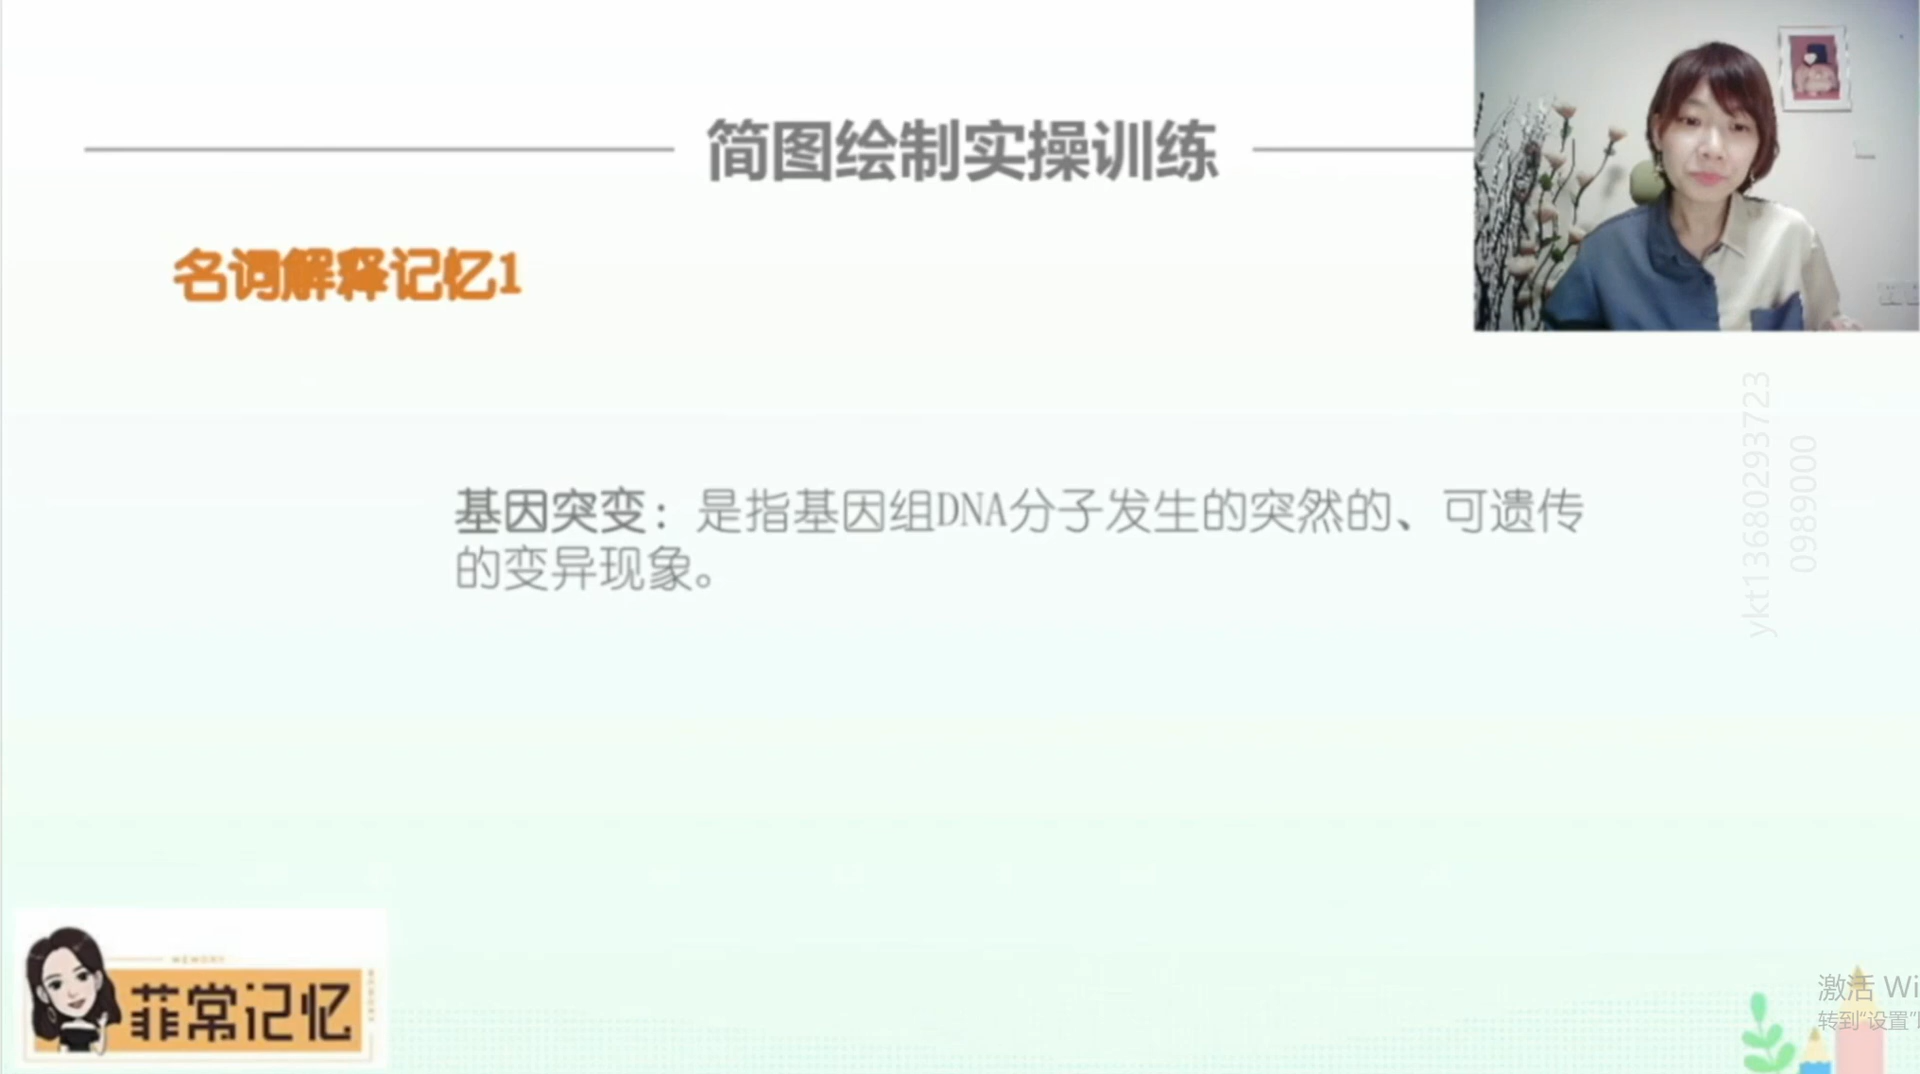 简图绘制实操训练
名词解释记忆1
基因突变：是指基因组DNA分子发生的突然的、可遗传
的变异现象。
ykt13680293723
0989000
MEMORY
菲常记忆
激活 Wi
转到"设置"